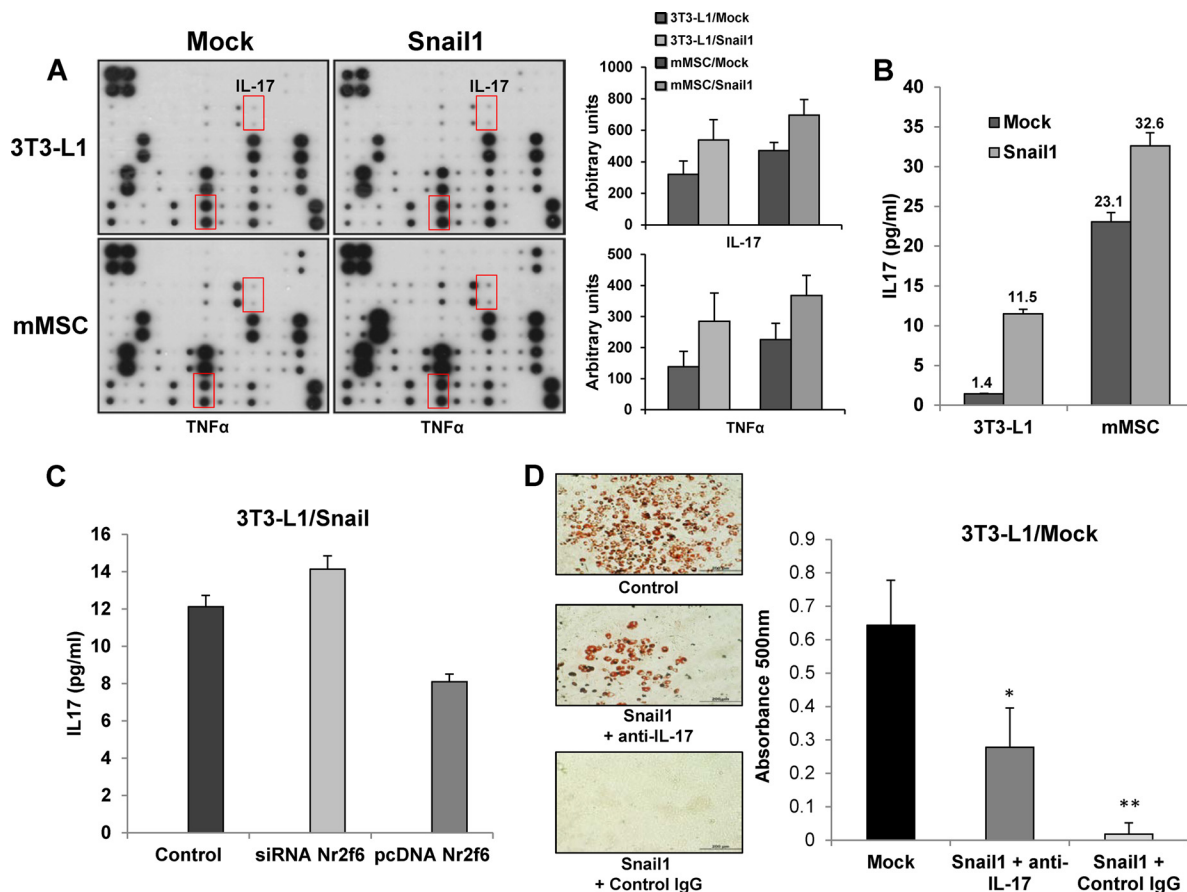 Mock
Snail1
A
IL-17
IL-17
3T3-L1
mMSC
TNFα
TNFα
3T3-L1/Mock
3T3-L1/Snail1
mMSC/Mock
mMSC/Snail1
Arbitrary units
1000
800
600
400
200
0
IL-17
Arbitrary units
500
400
300
200
100
0
TNFα
B
Mock
Snail1
IL17 (pg/ml)
40
35
30
25
20
15
10
5
0
1.4
11.5
23.1
32.6
3T3-L1
mMSC
C
3T3-L1/Snail
IL17 (pg/ml)
16
14
12
10
8
6
4
2
0
Control
siRNA Nr2f6
pcDNA Nr2f6
D
Control
Snail1
+ anti-IL-17
Snail1
+ Control IgG
3T3-L1/Mock
Absorbance 500nm
0.9
0.8
0.7
0.6
0.5
0.4
0.3
0.2
0.1
0
*
**
Mock
Snail1 + anti-
IL-17
Snail1 +
Control IgG